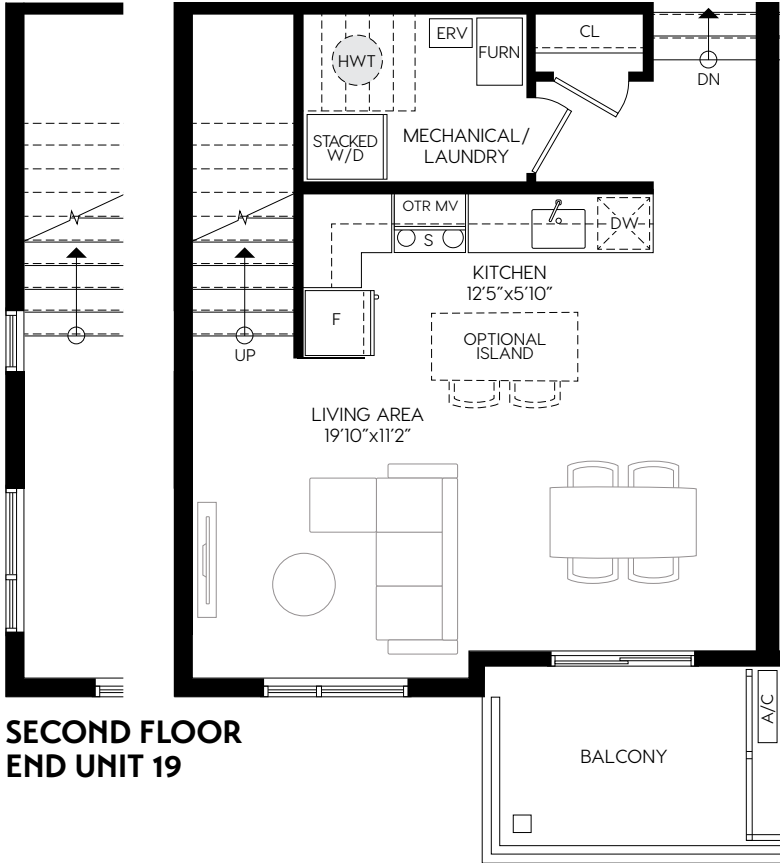 ERV
CL
FURN
HWT
DN
STACKED
W/D
MECHANICAL/
LAUNDRY
OTR MV
S
DW
KITCHEN
12'5"x5'10"
F
OPTIONAL
ISLAND
UP
LIVING AREA
19'10"x11'2"
A/C
BALCONY
SECOND FLOOR
END UNIT 19